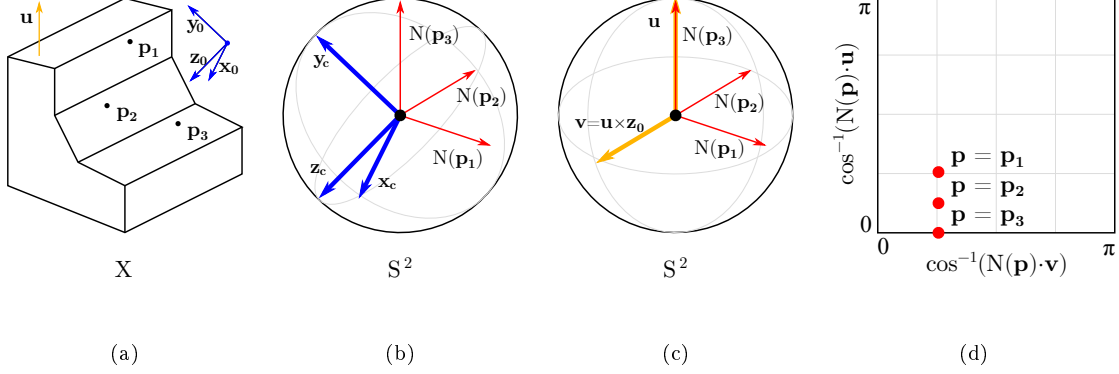 u
y₀
z₀
x₀
p₁
p₂
p₃
X
(a)
N(p₃)
y_c
N(p₂)
N(p₁)
z_c
x_c
S²
(b)
u
N(p₃)
N(p₂)
v=u×z₀
N(p₁)
S²
(c)
π
cos⁻¹(N(p)·u)
p = p₁
p = p₂
p = p₃
0
0
π
cos⁻¹(N(p)·v)
(d)